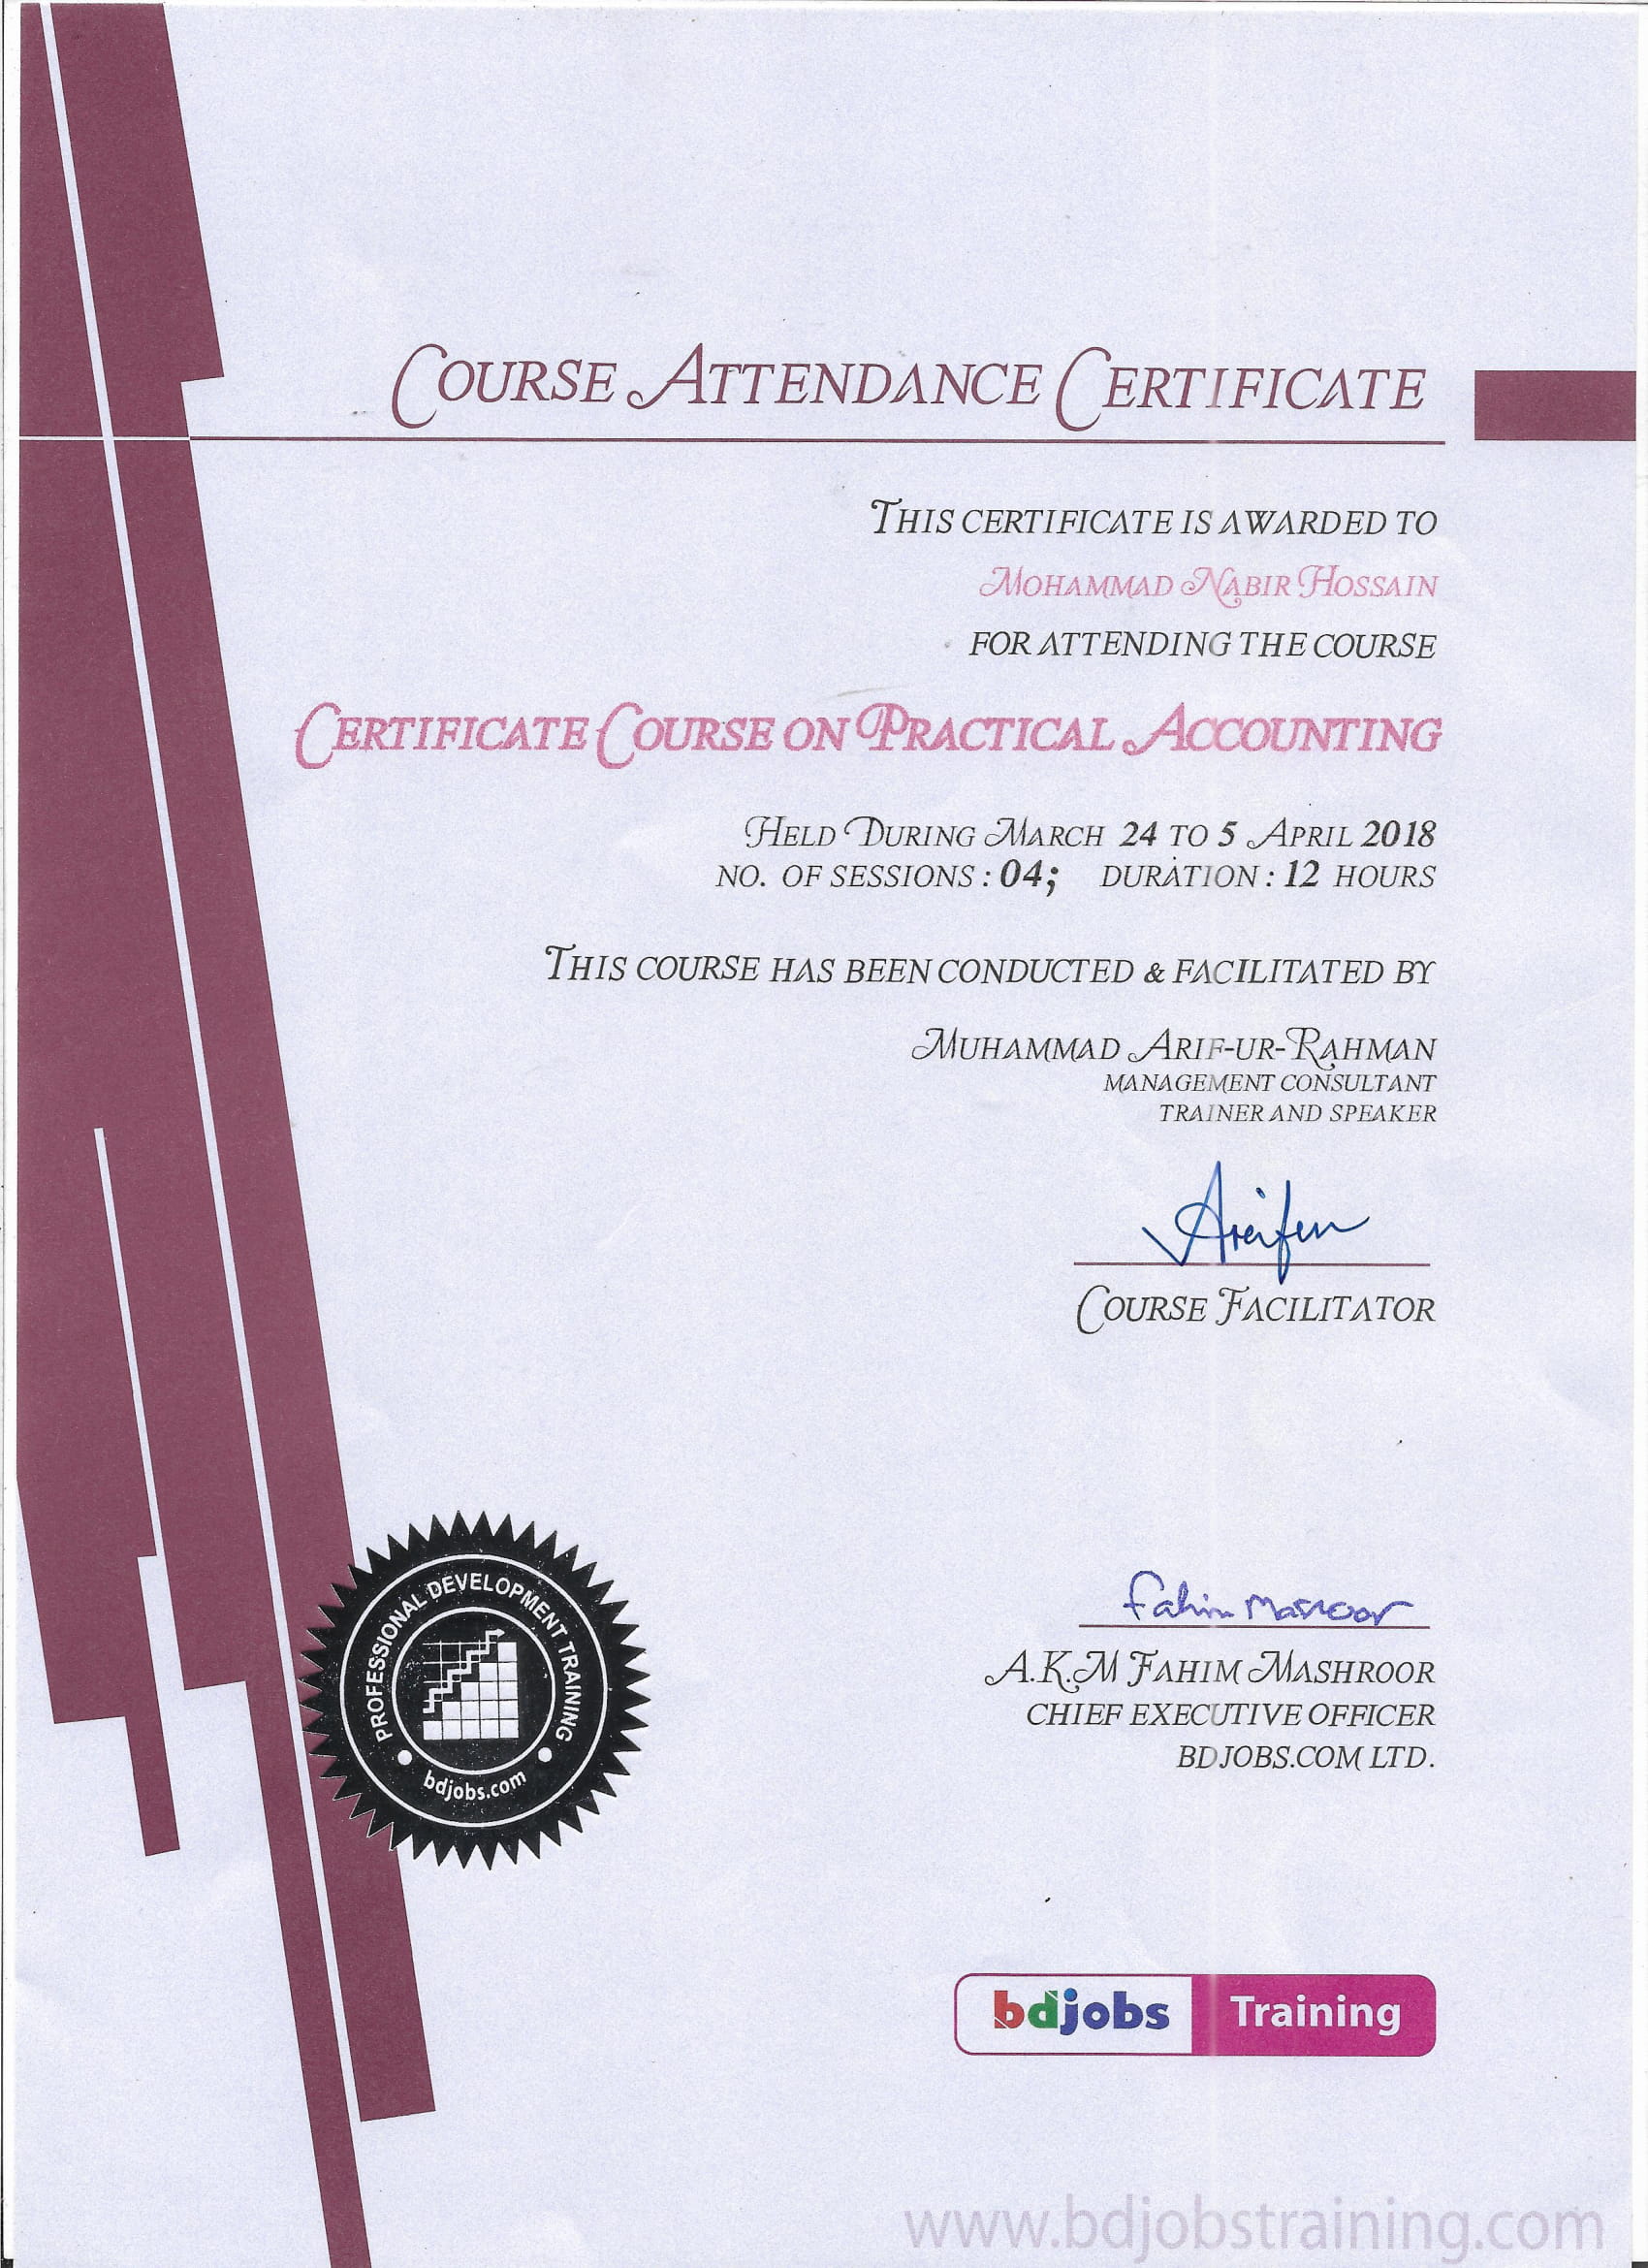 COURSE ATTENDANCE CERTIFICATE
THIS CERTIFICATE IS AWARDED TO
MOHAMMAD NABIR HOSSAIN
FOR ATTENDING THE COURSE
CERTIFICATE COURSE ON PRACTICAL ACCOUNTING
HELD DURING MARCH 24 TO 5 APRIL 2018
NO. OF SESSIONS : 04; DURATION : 12 HOURS
THIS COURSE HAS BEEN CONDUCTED & FACILITATED BY
MUHAMMAD ARIF-UR-RAHMAN
MANAGEMENT CONSULTANT
TRAINER AND SPEAKER
COURSE FACILITATOR
PROFESSIONAL DEVELOPMENT TRAINING
bdjobs.com
Fahim Mashroor
A.K.M FAHIM MASHROOR
CHIEF EXECUTIVE OFFICER
BDJOBS.COM LTD.
bdjobs Training
www.bdjobstraining.com